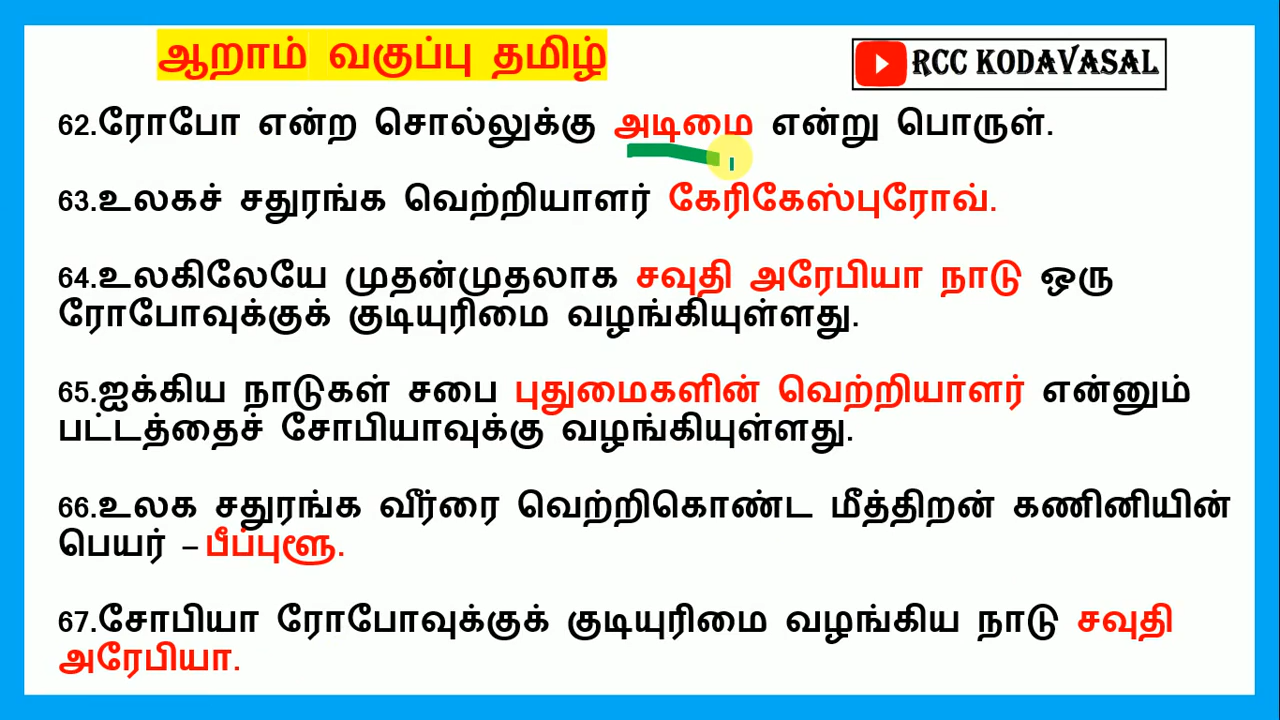 ஆறாம் வகுப்பு தமிழ்
RCC KODAVASAL
62.ரோபோ என்ற சொல்லுக்கு அடிமை என்று பொருள்.
63.உலகச் சதுரங்க வெற்றியாளர் கேரிகேஸ்புரோவ்.
64.உலகிலேயே முதன்முதலாக சவுதி அரேபியா நாடு ஒரு
ரோபோவுக்குக் குடியுரிமை வழங்கியுள்ளது.
65.ஐக்கிய நாடுகள் சபை புதுமைகளின் வெற்றியாளர் என்னும்
பட்டத்தைச் சோபியாவுக்கு வழங்கியுள்ளது.
66.உலக சதுரங்க வீர்ரை வெற்றிகொண்ட மீத்திறன் கணினியின்
பெயர் – பீப்புளூ.
67.சோபியா ரோபோவுக்குக் குடியுரிமை வழங்கிய நாடு சவுதி
அரேபியா.